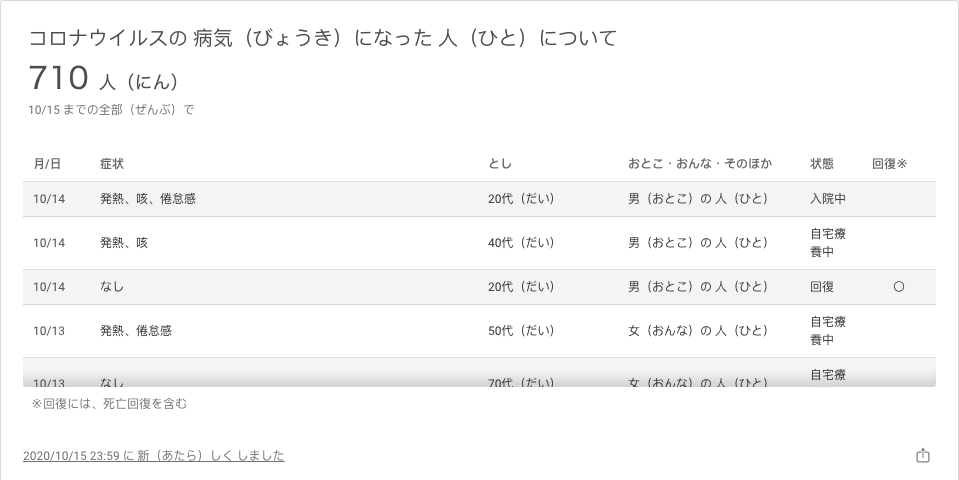 コロナウイルスの 病気（びょうき）になった 人（ひと）について
710 人（にん）
10/15 までの全部（ぜんぶ）で
月/日 症状 とし おとこ・おんな・そのほか 状態 回復※
10/14 発熱、咳、倦怠感 20代（だい） 男（おとこ）の 人（ひと） 入院中
10/14 発熱、咳 40代（だい） 男（おとこ）の 人（ひと） 自宅療
養中
10/14 なし 20代（だい） 男（おとこ）の 人（ひと） 回復 〇
10/13 発熱、倦怠感 50代（だい） 女（おんな）の 人（ひと） 自宅療
養中
10/13 なし 70代（だい） 女（おんな）の 人（ひと） 自宅療
※回復には、死亡回復を含む
2020/10/15 23:59 に 新（あたら）しく しました